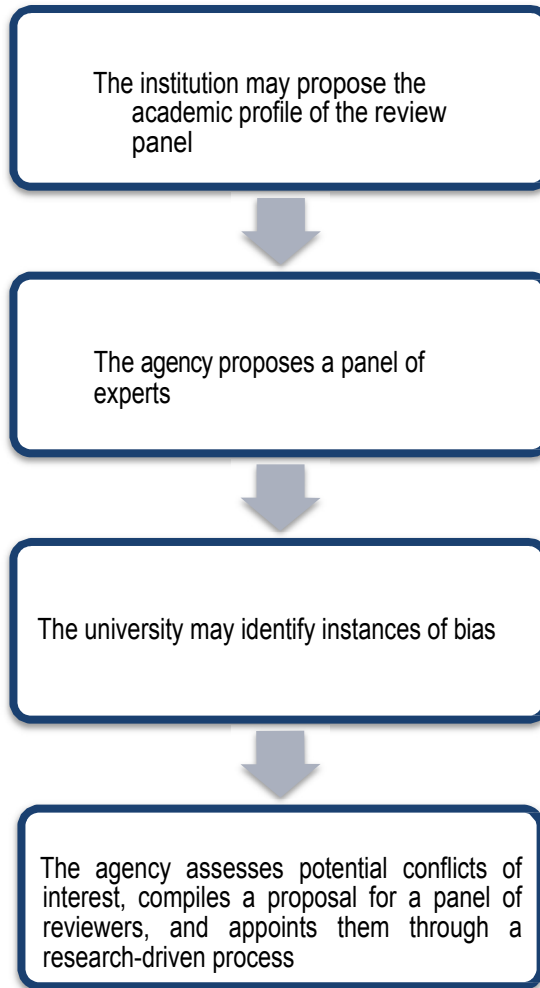 The institution may propose the
academic profile of the review
panel
The agency proposes a panel of
experts
The university may identify instances of bias
The agency assesses potential conflicts of
interest, compiles a proposal for a panel of
reviewers, and appoints them through a
research-driven process